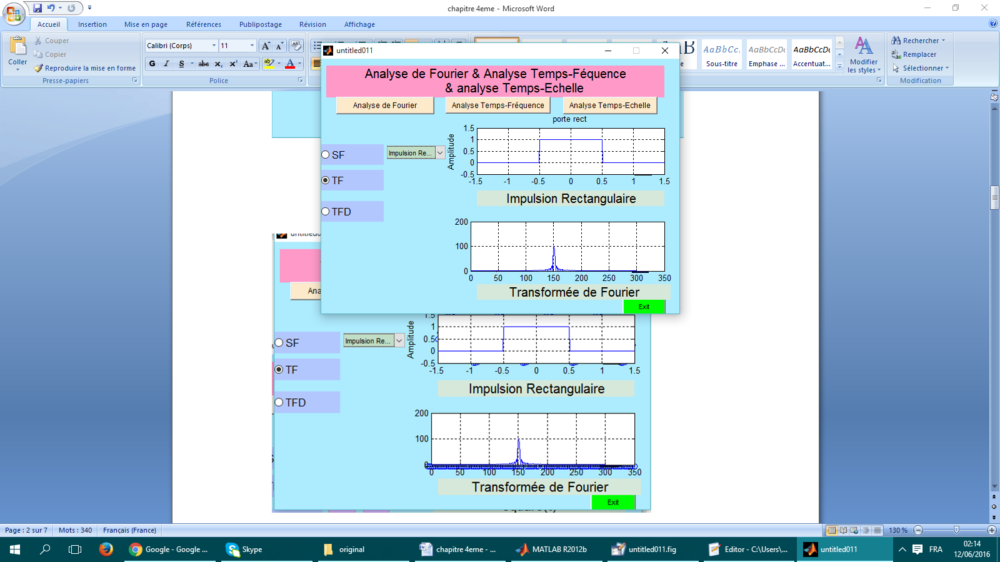 chapitre 4eme - Microsoft Word
Accueil
Insertion
Mise en page
Références
Publipostage
Révision
Affichage
Coller
Couper
Copier
Reproduire la mise en forme
Presse-papiers
Calibri (Corps)
11
G I S abc X₂ X² Aa
Police
AaBbCc.
AaBbCcDc
AaBbCcDc
Sous-titre
Emphase ...
Accentuat...
Modifier
les styles
Rechercher
Remplacer
Sélectionner
Modification
untitled011
Analyse de Fourier & Analyse Temps-Féquence
& analyse Temps-Echelle
Analyse de Fourier
Analyse Temps-Fréquence
Analyse Temps-Echelle
porte rect
SF
TF
TFD
Impulsion Re...
Amplitude
1.5
1
0.5
0
-0.5
-1.5 -1 -0.5 0 0.5 1 1.5
Impulsion Rectangulaire
200
100
0
0 50 100 150 200 250 300 350
Transformée de Fourier
Exit
Ana
SF
TF
TFD
Impulsion Re...
Amplitude
1.5
1
0.5
0
-0.5
-1.5 -1 -0.5 0 0.5 1 1.5
Impulsion Rectangulaire
200
100
0
0 50 100 150 200 250 300 350
Transformée de Fourier
Exit
Page : 2 sur 7
Mots : 340
Français (France)
130 %
Google - Google ...
Skype
original
chapitre 4eme - ...
MATLAB R2012b
untitled011.fig
Editor - C:\Users\...
untitled011
FRA
02:14
12/06/2016